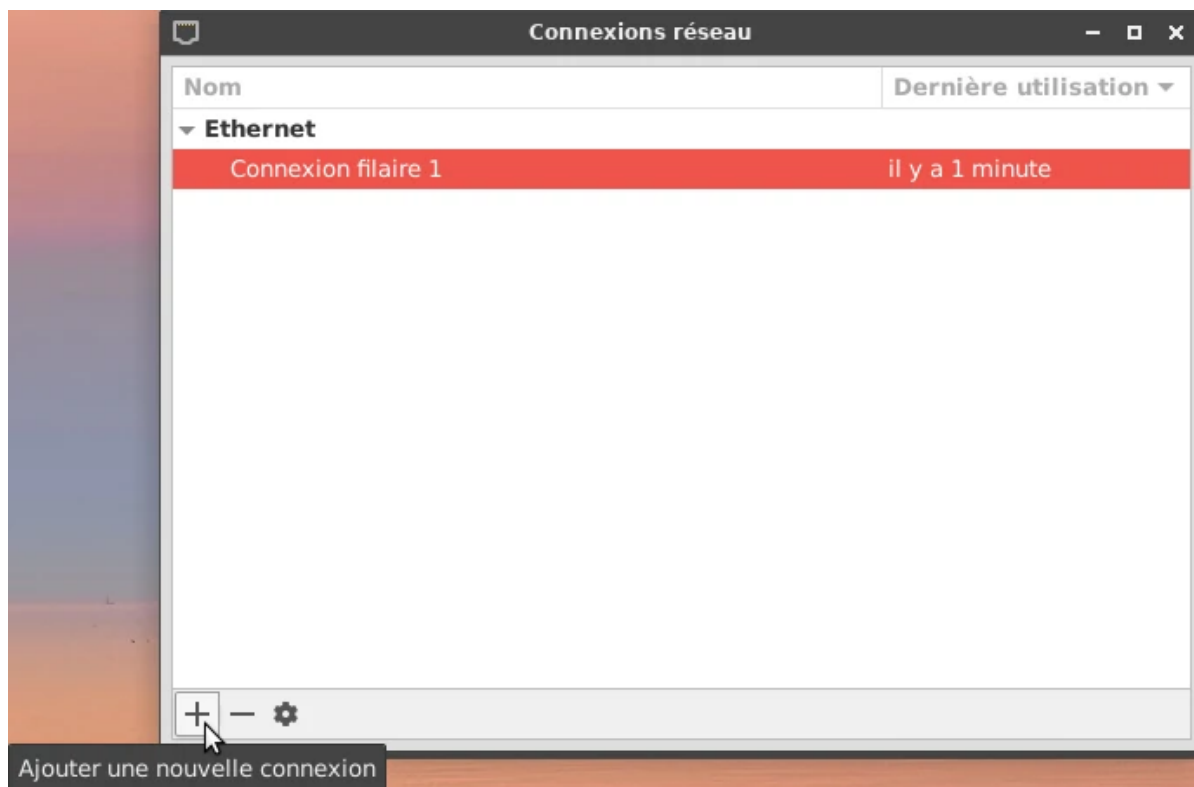 Connexions réseau
Nom Dernière utilisation
Ethernet
Connexion filaire 1 il y a 1 minute
Ajouter une nouvelle connexion